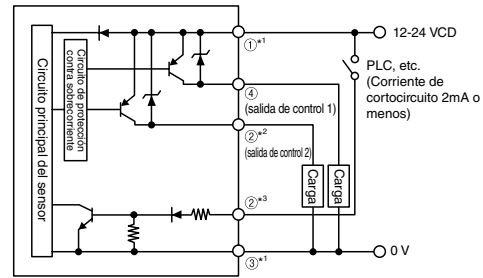 Circuito principal del sensor
Circuito de protección
contra sobrecorriente
①*1
④
(salida de control 1)
②*2
(salida de control 2)
②*3
③*1
Carga
Carga
12-24 VCD
PLC, etc.
(Corriente de
cortocircuito 2mA o
menos)
0 V